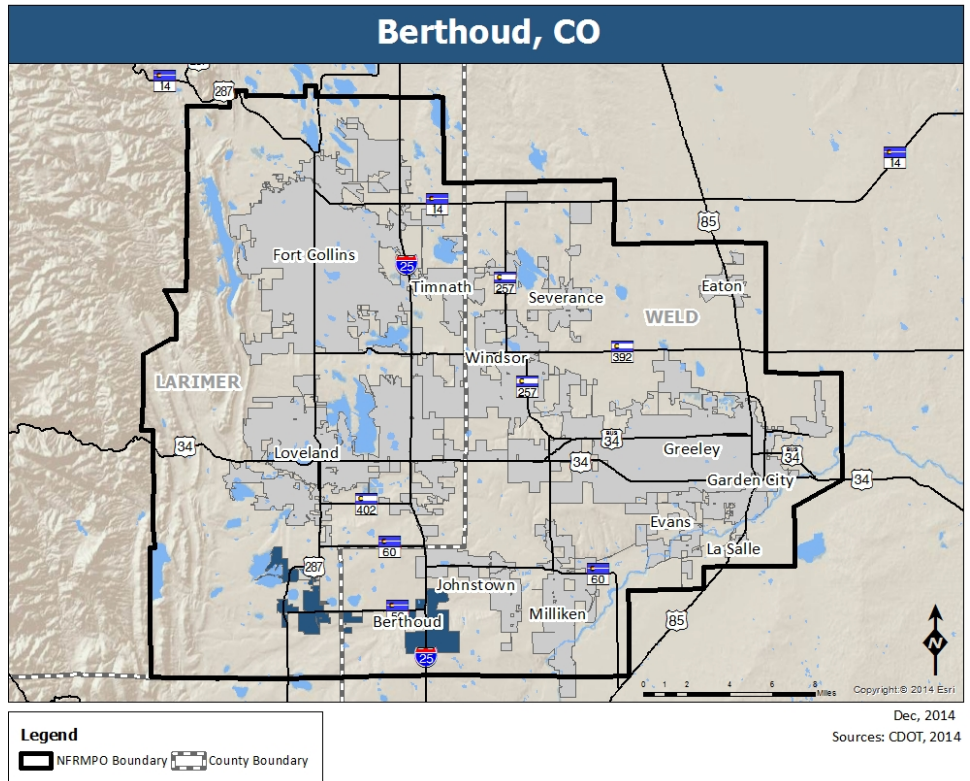 Berthoud, CO
14
287
14
14
85
Fort Collins
25
Timnath
257
Severance
Eaton
WELD
Windsor
392
LARIMER
257
34
BUS
34
Loveland
34
Greeley
BUS
34
Garden City
34
402
Evans
60
La Salle
287
Johnstown
60
Berthoud
Milliken
85
25
N
0 1 2 4 6 8
Miles
Copyright:© 2014 Esri
Dec, 2014
Sources: CDOT, 2014
Legend
NFRMPO Boundary County Boundary